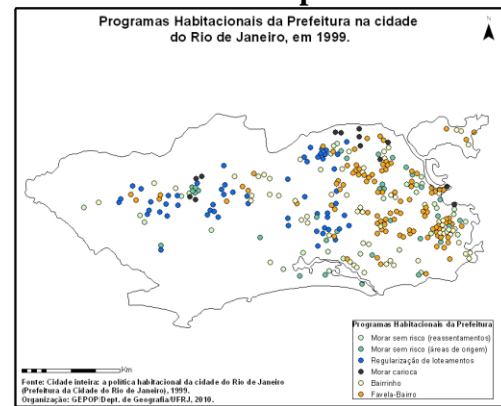 Programas Habitacionais da Prefeitura na cidade
do Rio de Janeiro, em 1999.
N
Km
Programas Habitacionais da Prefeitura
Morar sem risco (reassentamentos)
Morar sem risco (áreas de origem)
Regularização de loteamentos
Morar carioca
Bairrinho
Favela-Bairro
Fonte: Cidade inteira: a política habitacional da cidade do Rio de Janeiro
(Prefeitura da Cidade do Rio de Janeiro), 1999.
Organização: GEPOP/Dept. de Geografia/UFRJ, 2010.